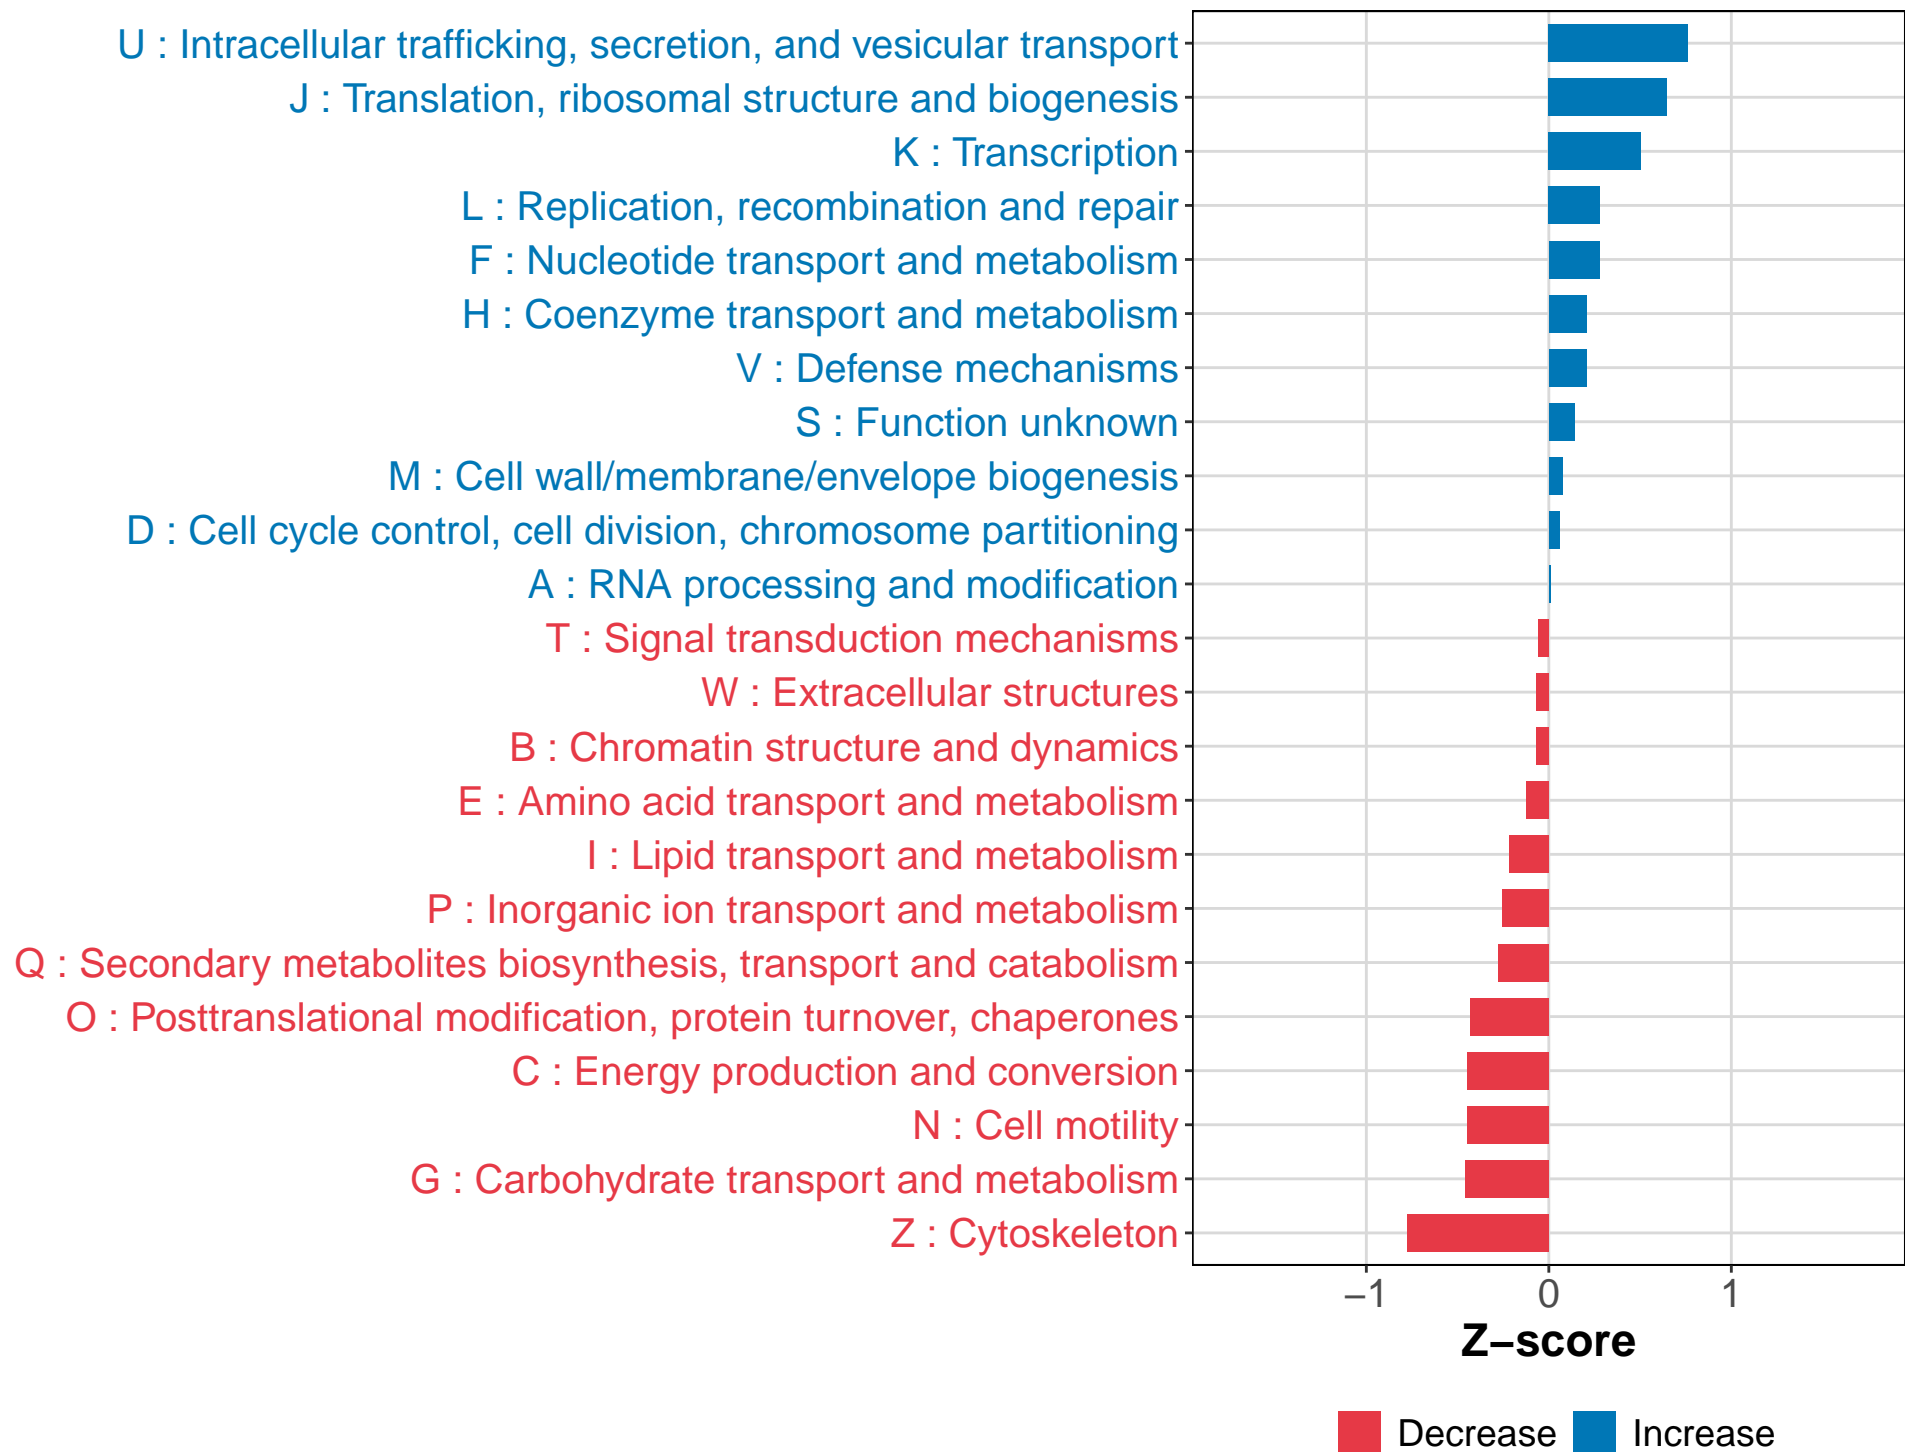 U : Intracellular trafficking, secretion, and vesicular transport
J : Translation, ribosomal structure and biogenesis
K : Transcription
L : Replication, recombination and repair
F : Nucleotide transport and metabolism
H : Coenzyme transport and metabolism
V : Defense mechanisms
S : Function unknown
M : Cell wall/membrane/envelope biogenesis
D : Cell cycle control, cell division, chromosome partitioning
A : RNA processing and modification
T : Signal transduction mechanisms
W : Extracellular structures
B : Chromatin structure and dynamics
E : Amino acid transport and metabolism
I : Lipid transport and metabolism
P : Inorganic ion transport and metabolism
Q : Secondary metabolites biosynthesis, transport and catabolism
O : Posttranslational modification, protein turnover, chaperones
C : Energy production and conversion
N : Cell motility
G : Carbohydrate transport and metabolism
Z : Cytoskeleton
−1 0 1
Z−score
Decrease Increase